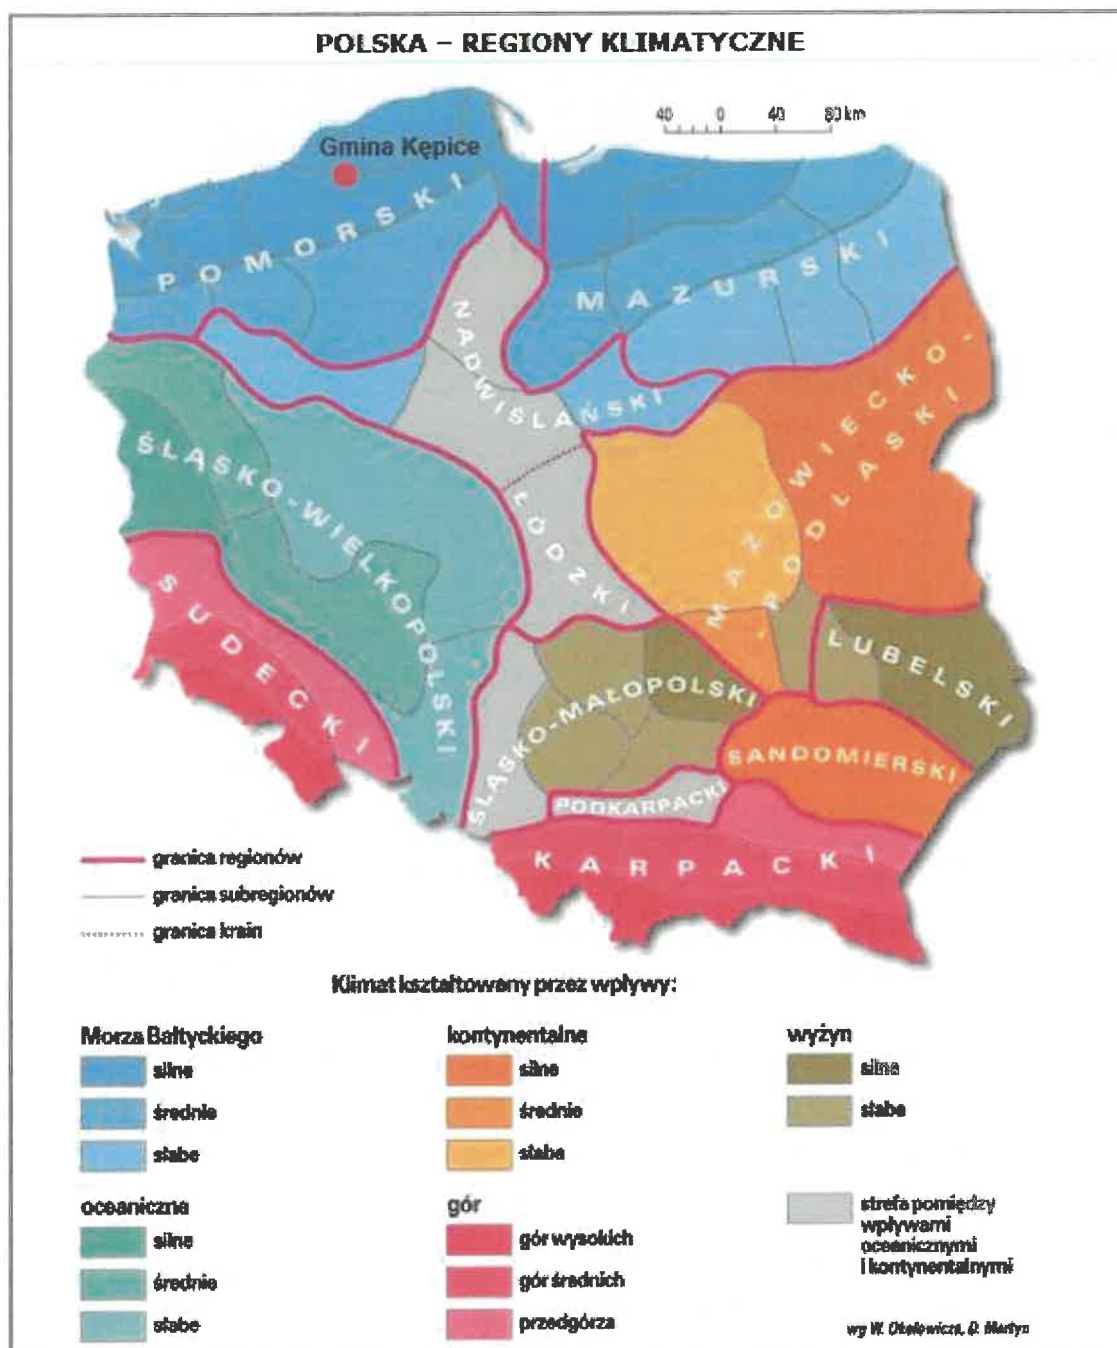 POLSKA – REGIONY KLIMATYCZNE
40 0 40 80 km
Gmina Kępice
POMORSKI
MAZURSKI
NADWIŚLAŃSKI
MAZOWIECKO-
-PODLASKI
ŚLĄSKO-WIELKOPOLSKI
ŁÓDZKI
SUDECKI
LUBELSKI
ŚLĄSKO-MAŁOPOLSKI
SANDOMIERSKI
PODKARPACKI
KARPACKI
granica regionów
granica subregionów
granica krain
Klimat kształtowany przez wpływy:
Morza Bałtyckiego
silne
średnie
słabe
kontynentalne
silne
średnie
słabe
wyżyn
silne
słabe
oceaniczne
silne
średnie
słabe
gór
gór wysokich
gór średnich
przedgórza
strefa pomiędzy
wpływami
oceanicznymi
i kontynentalnymi
wg W. Okołowicza, D. Martyn